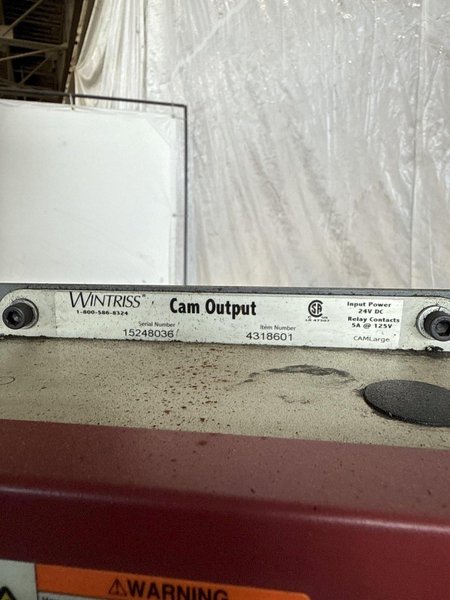 WINTRISS® Cam Output
1-800-586-8324
Serial Number
15248036
Item Number
4318601
SA
Input Power
24V DC
Relay Contacts
5A @ 125V
CAMLarge
WARNING